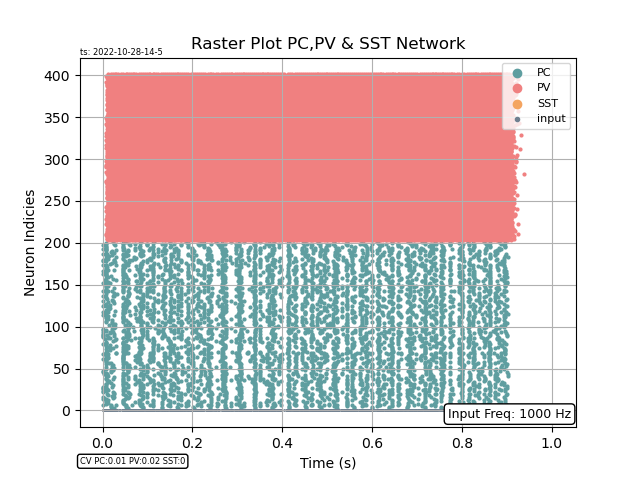 Raster Plot PC,PV & SST Network
ts: 2022-10-28-14-5
PC
PV
SST
input
Neuron Indicies
400
350
300
250
200
150
100
50
0
Input Freq: 1000 Hz
0.0 0.2 0.4 0.6 0.8 1.0
Time (s)
CV PC:0.01 PV:0.02 SST:0